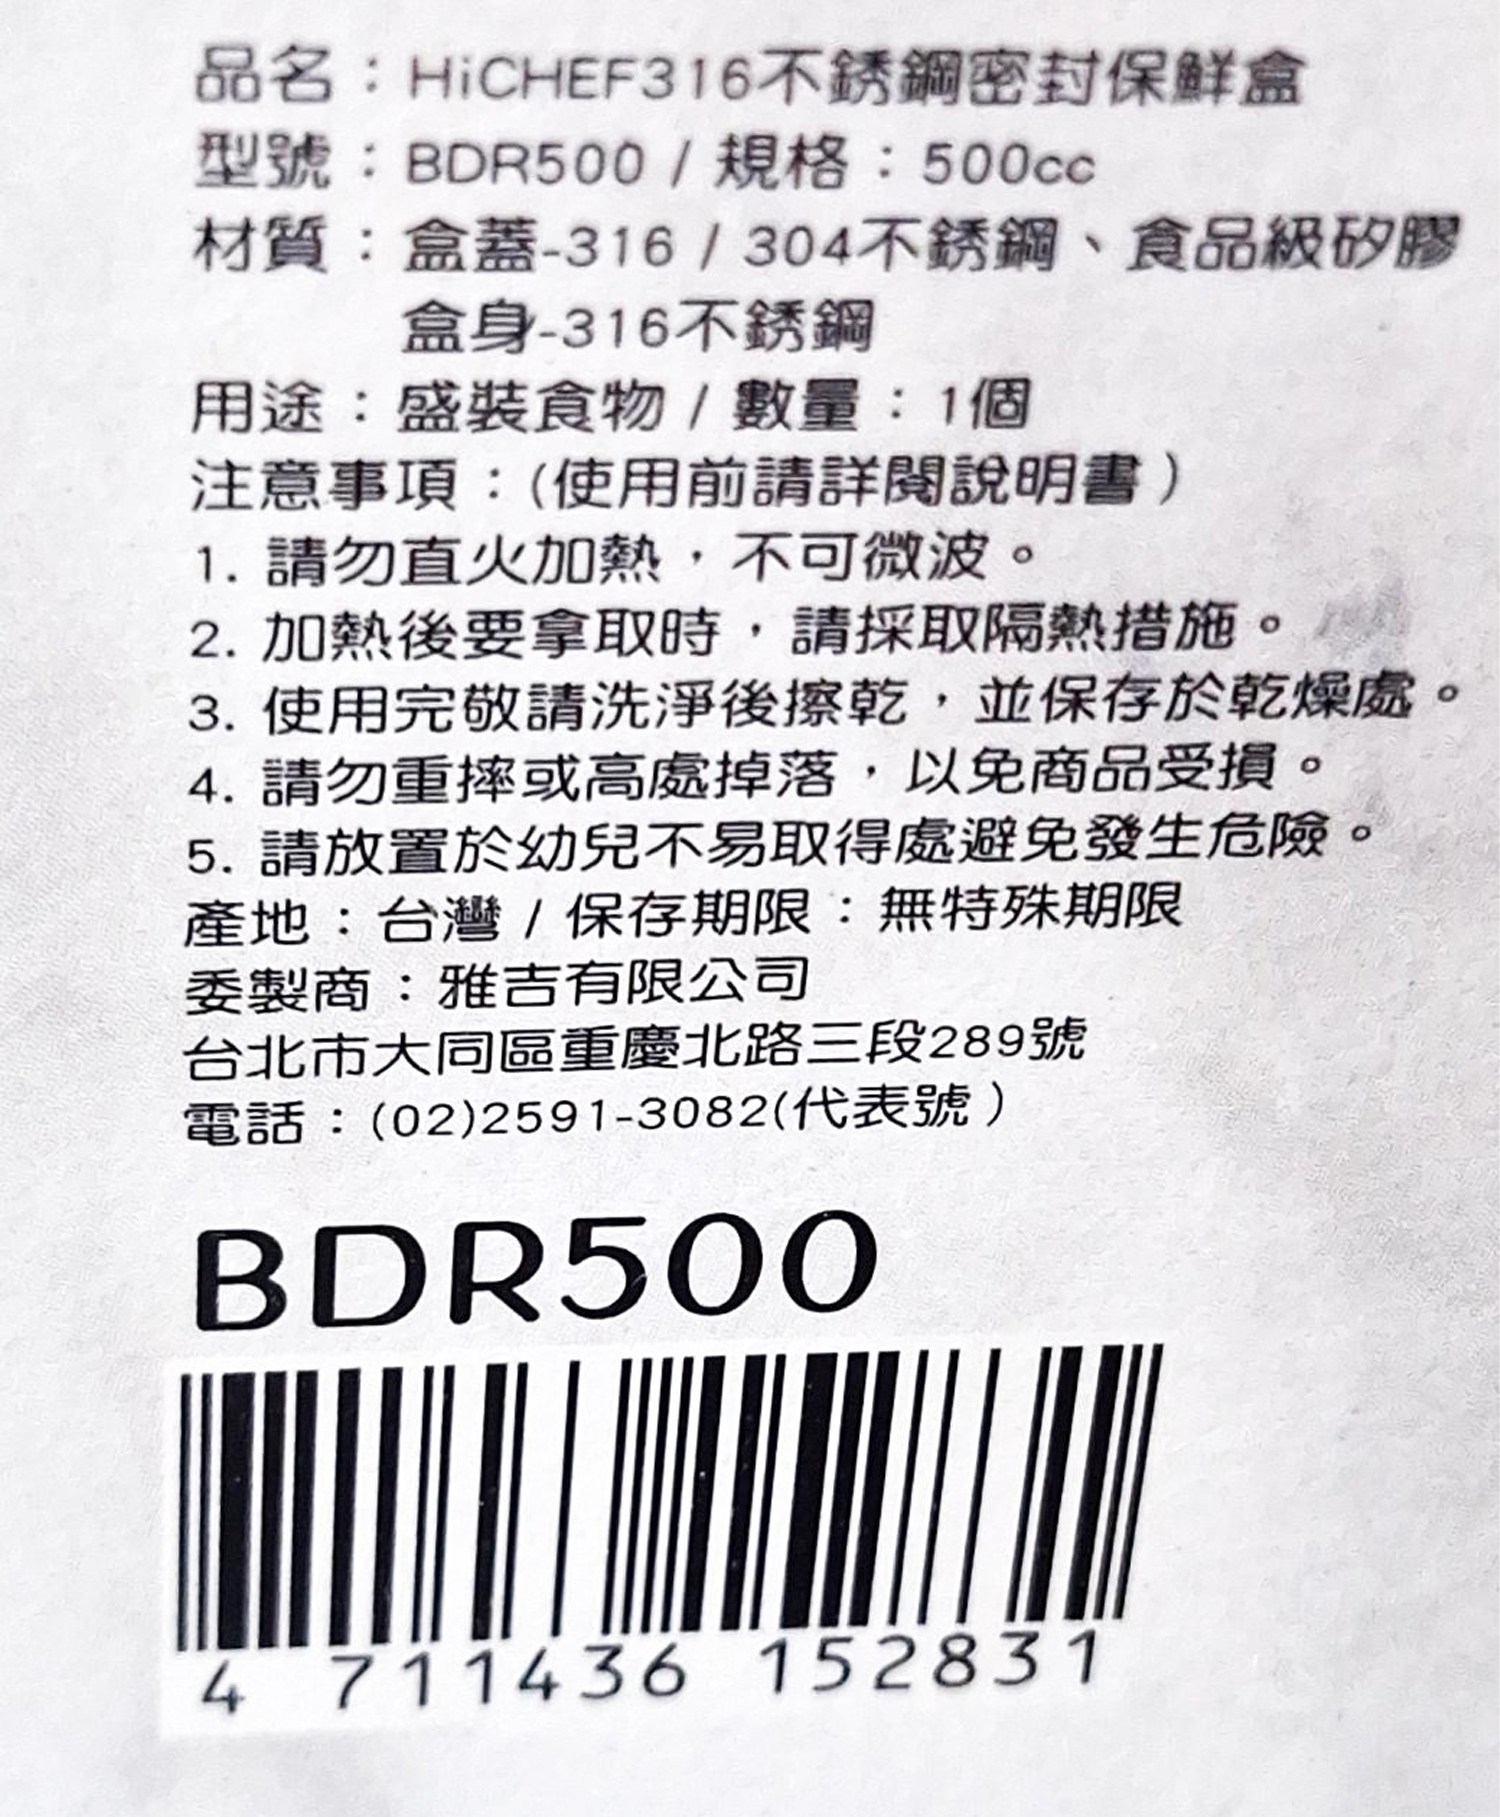 品名：HiCHEF316不銹鋼密封保鮮盒
型號：BDR500 / 規格：500cc
材質：盒蓋-316 / 304不銹鋼、食品級矽膠
盒身-316不銹鋼
用途：盛裝食物 / 數量：1個
注意事項：(使用前請詳閱說明書)
1. 請勿直火加熱，不可微波。
2. 加熱後要拿取時，請採取隔熱措施。
3. 使用完敬請洗淨後擦乾，並保存於乾燥處。
4. 請勿重摔或高處掉落，以免商品受損。
5. 請放置於幼兒不易取得處避免發生危險。
產地：台灣 / 保存期限：無特殊期限
委製商：雅吉有限公司
台北市大同區重慶北路三段289號
電話：(02)2591-3082(代表號)
BDR500
4 711436 152831